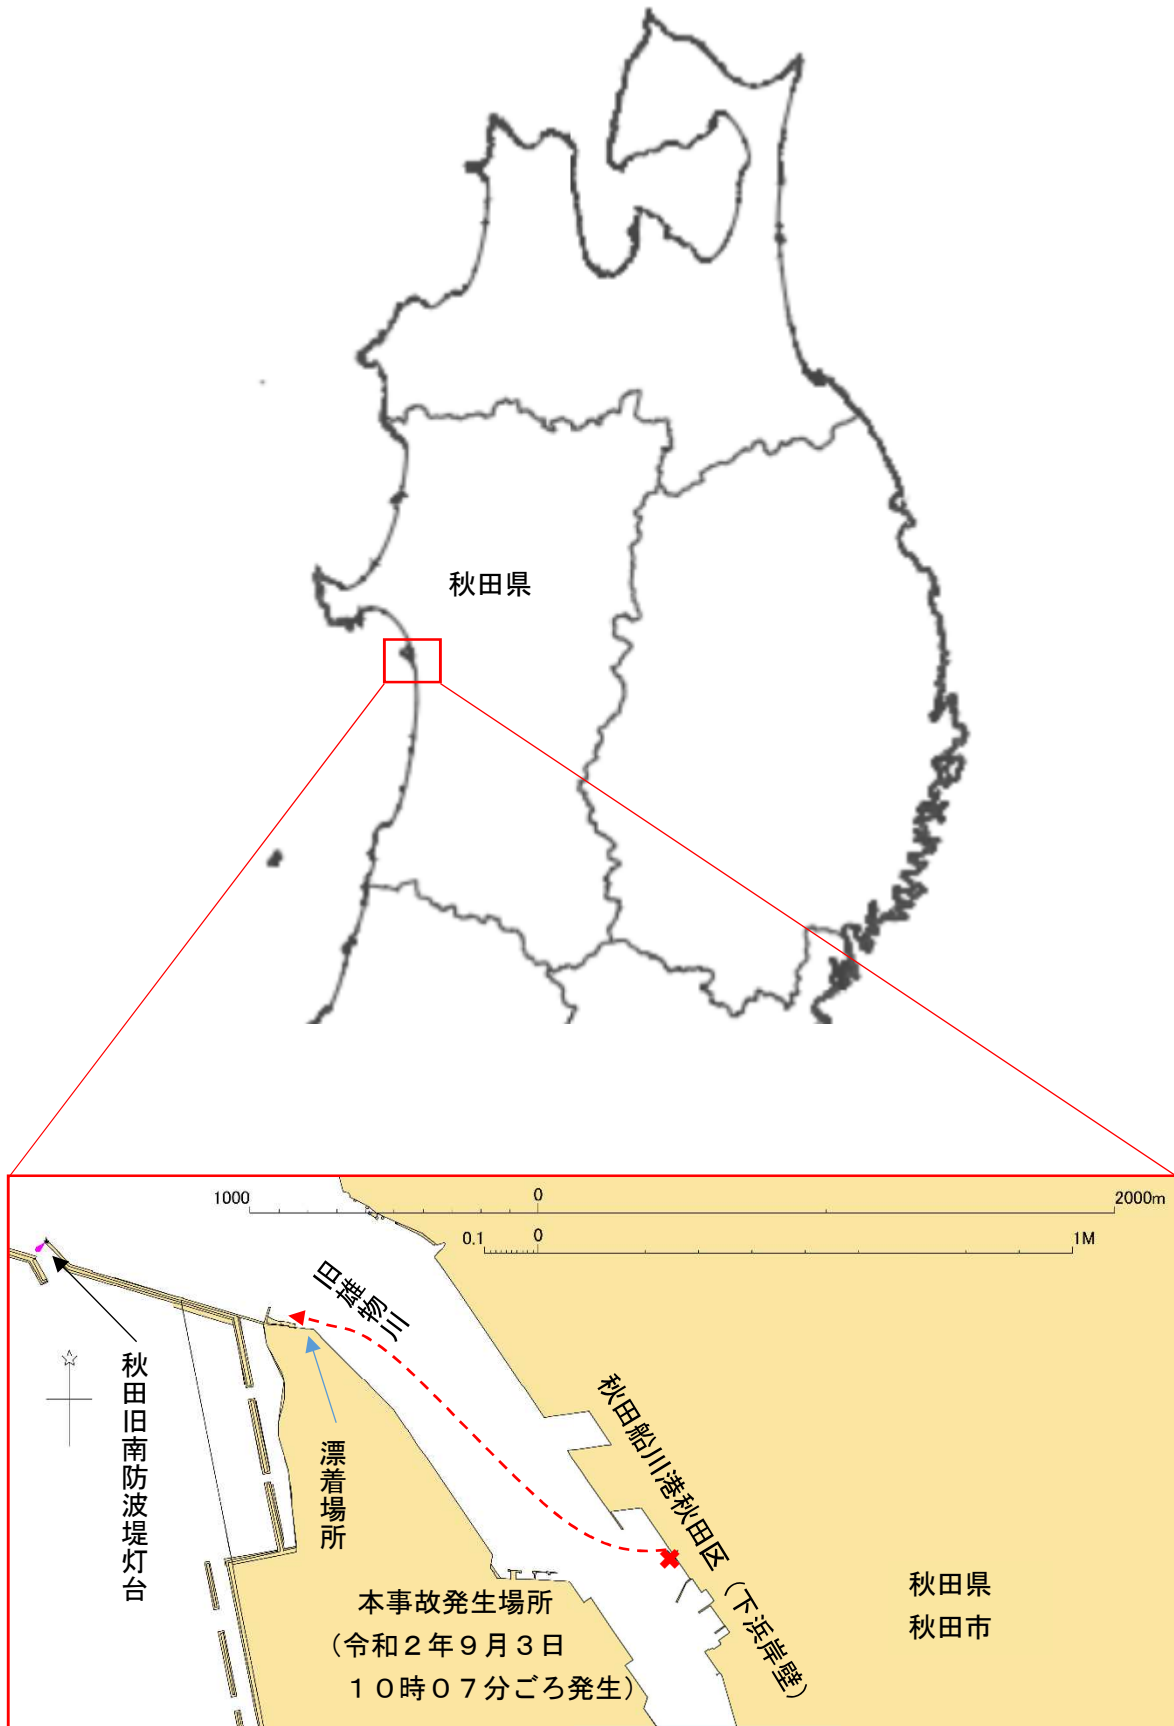 秋田県
1000 0 2000m
0.1 0 1M
旧雄物川
秋田旧南防波堤灯台
漂着場所
秋田船川港秋田区（下浜岸壁）
本事故発生場所
（令和２年９月３日
１０時０７分ごろ発生）
秋田県
秋田市